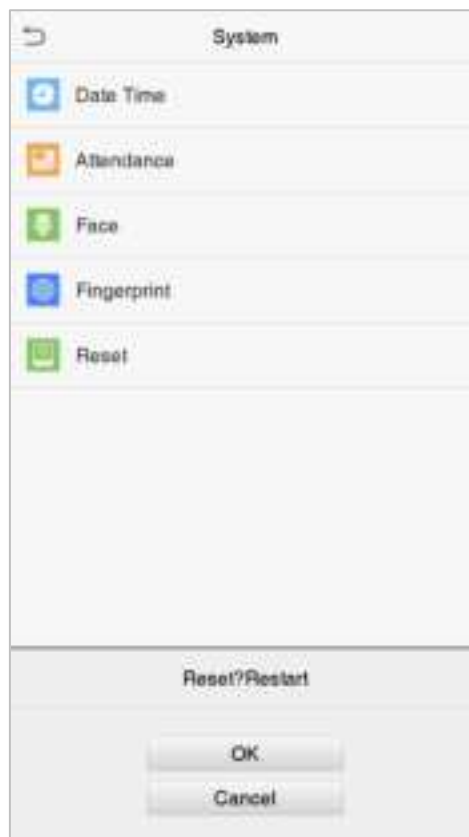 System
Date Time
Attendance
Face
Fingerprint
Reset
Reset?Restart
OK
Cancel